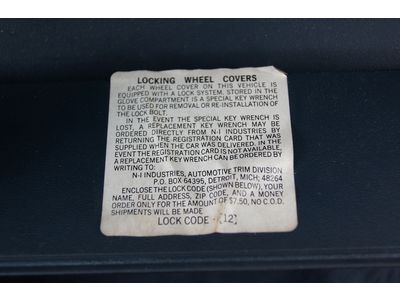 LOCKING WHEEL COVERS
EACH WHEEL COVER ON THIS VEHICLE IS
EQUIPPED WITH A LOCK SYSTEM. STORED IN THE
GLOVE COMPARTMENT IS A SPECIAL KEY WRENCH
TO BE USED FOR REMOVAL OR RE-INSTALLATION OF
THE LOCK BOLT.
IN THE EVENT THE SPECIAL KEY WRENCH IS
LOST, A REPLACEMENT KEY WRENCH MAY BE
ORDERED DIRECTLY FROM N-I INDUSTRIES BY
RETURNING THE REGISTRATION CARD THAT WAS
SUPPLIED WHEN THE CAR WAS DELIVERED. IN THE
EVENT THE REGISTRATION CARD IS NOT AVAILABLE,
A REPLACEMENT KEY WRENCH CAN BE ORDERED BY
WRITING TO:
N-I INDUSTRIES, AUTOMOTIVE TRIM DIVISION
P.O. BOX 64395, DETROIT, MICH; 48264
ENCLOSE THE LOCK CODE (SHOWN BELOW), YOUR
NAME, FULL ADDRESS, ZIP CODE, AND A MONEY
ORDER ONLY FOR THE AMOUNT OF $7.50, NO C.O.D.
SHIPMENTS WILL BE MADE
LOCK CODE - [12]